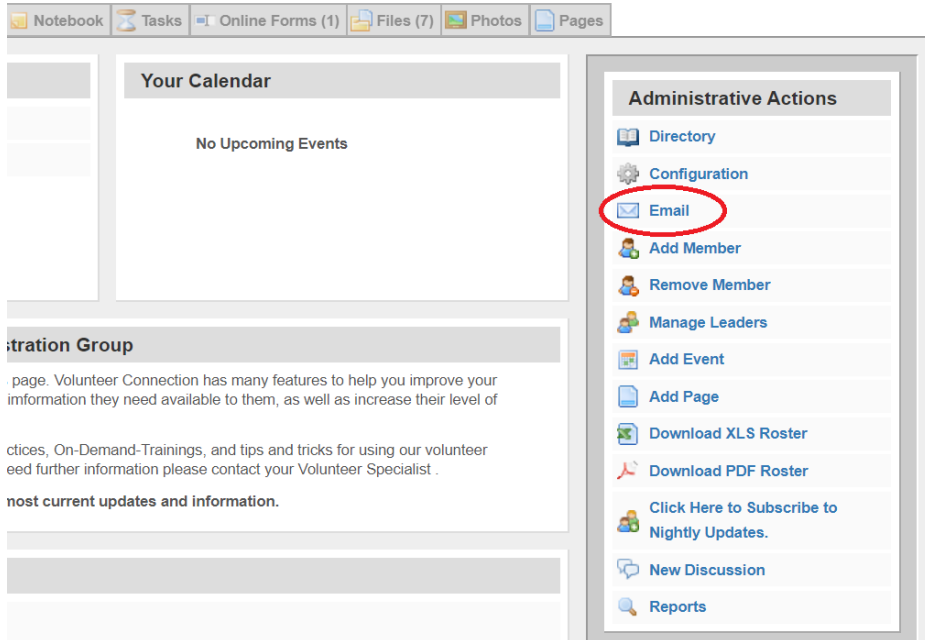 Notebook Tasks Online Forms (1) Files (7) Photos Pages
Your Calendar
No Upcoming Events
stration Group
page. Volunteer Connection has many features to help you improve your
imformation they need available to them, as well as increase their level of
ctices, On-Demand-Trainings, and tips and tricks for using our volunteer
eed further information please contact your Volunteer Specialist .
most current updates and information.
Administrative Actions
Directory
Configuration
Email
Add Member
Remove Member
Manage Leaders
Add Event
Add Page
Download XLS Roster
Download PDF Roster
Click Here to Subscribe to
Nightly Updates.
New Discussion
Reports